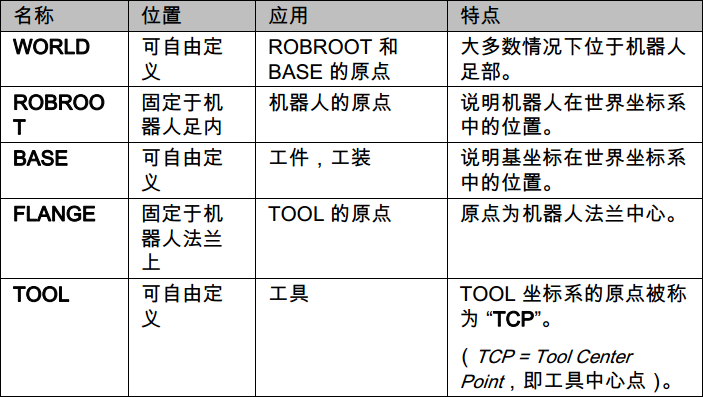 名称 位置 应用 特点
WORLD 可自由定 ROBROOT 和 大多数情况下位于机器人
义 BASE 的原点 足部。
ROBROO 固定于机 机器人的原点 说明机器人在世界坐标系
T 器人足内 中的位置。
BASE 可自由定 工件，工装 说明基坐标在世界坐标系
义 中的位置。
FLANGE 固定于机 TOOL 的原点 原点为机器人法兰中心。
器人法兰
上
TOOL 可自由定 工具 TOOL 坐标系的原点被称
义 为 “TCP”。
( TCP = Tool Center
Point，即工具中心点 )。